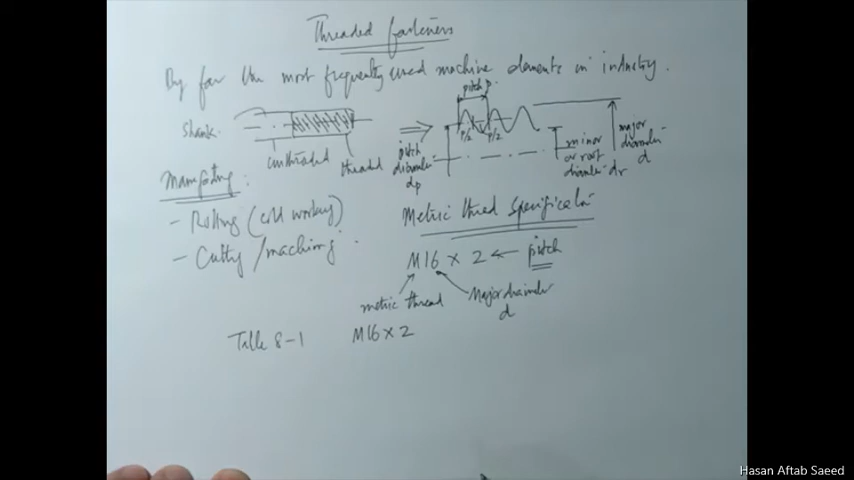 Threaded fasteners
By far the most frequently used machine elements in industry.
pitch p.
Shank.
unthreaded
threaded
P/2
P/2
pitch
diameter
dp
minor
or root
diameter dr
major
diameter
d
Manufacturing :
- Rolling (cold working)
- Cutting / machining.
Metric thread Specification
M16 × 2 ← pitch
metric thread
Major diameter
d
Table 8-1 M16 × 2
Hasan Aftab Saeed